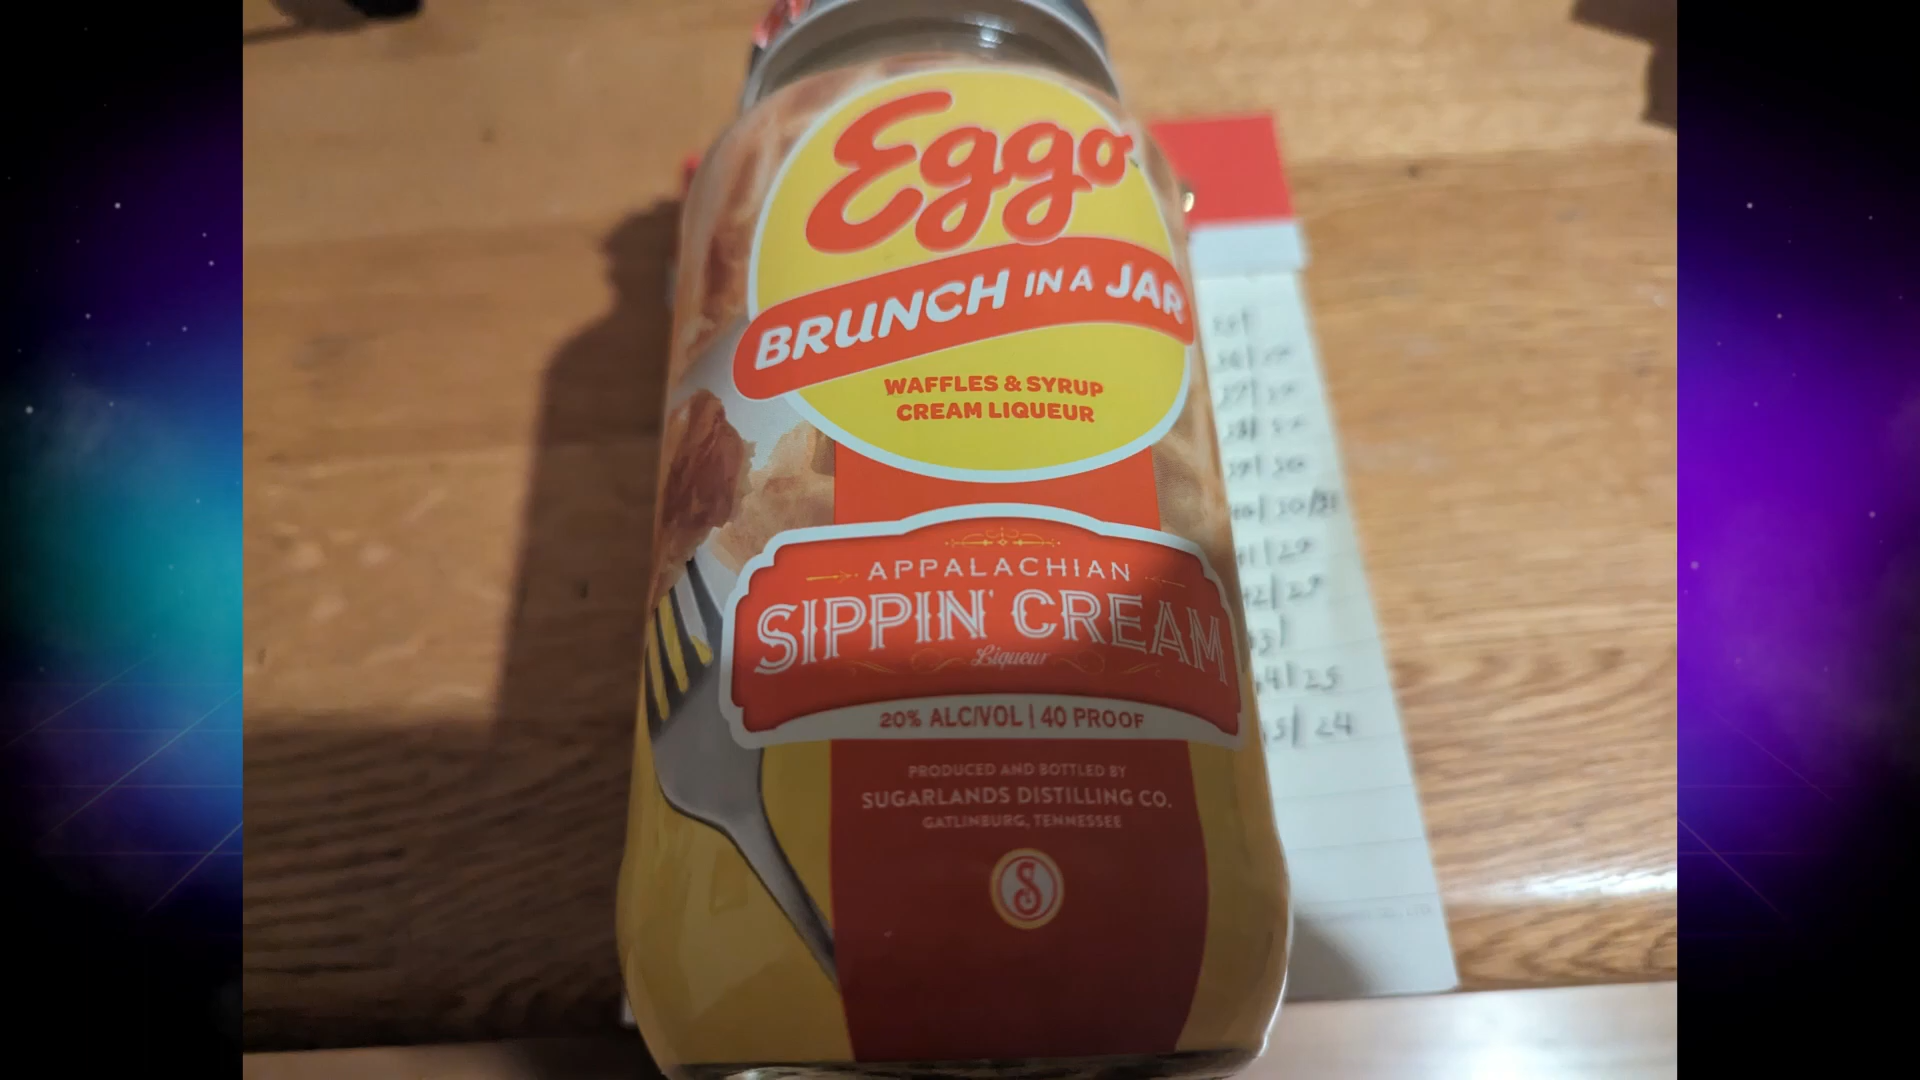 Eggo
BRUNCH IN A JAR
WAFFLES & SYRUP
CREAM LIQUEUR
APPALACHIAN
SIPPIN' CREAM
Liqueur
20% ALC/VOL | 40 PROOF
PRODUCED AND BOTTLED BY
SUGARLANDS DISTILLING CO.
GATLINBURG, TENNESSEE
S